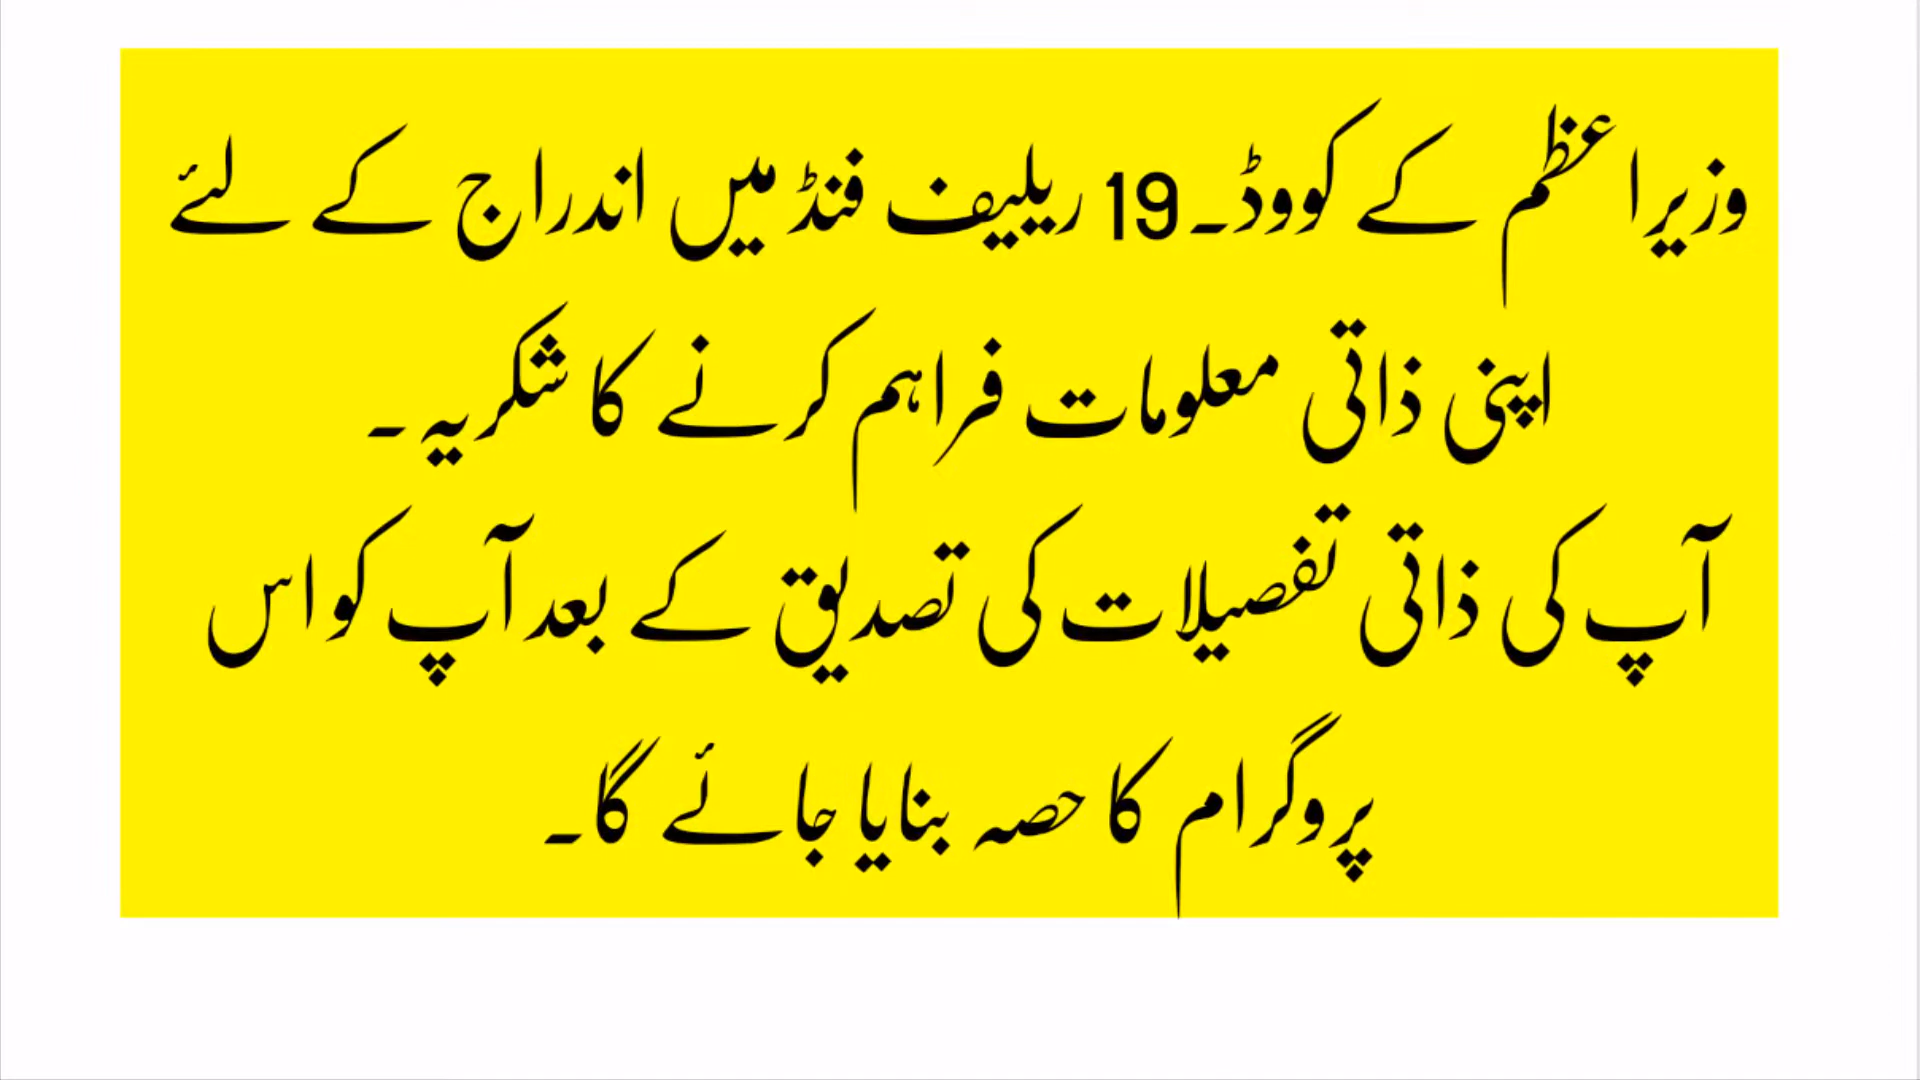 وزیراعظم کے کووڈ۔19 ریلیف فنڈ میں اندراج کے لئے
اپنی ذاتی معلومات فراہم کرنے کا شکریہ۔
آپ کی ذاتی تفصیلات کی تصدیق کے بعد آپ کو اس
پروگرام کا حصہ بنایا جائے گا۔